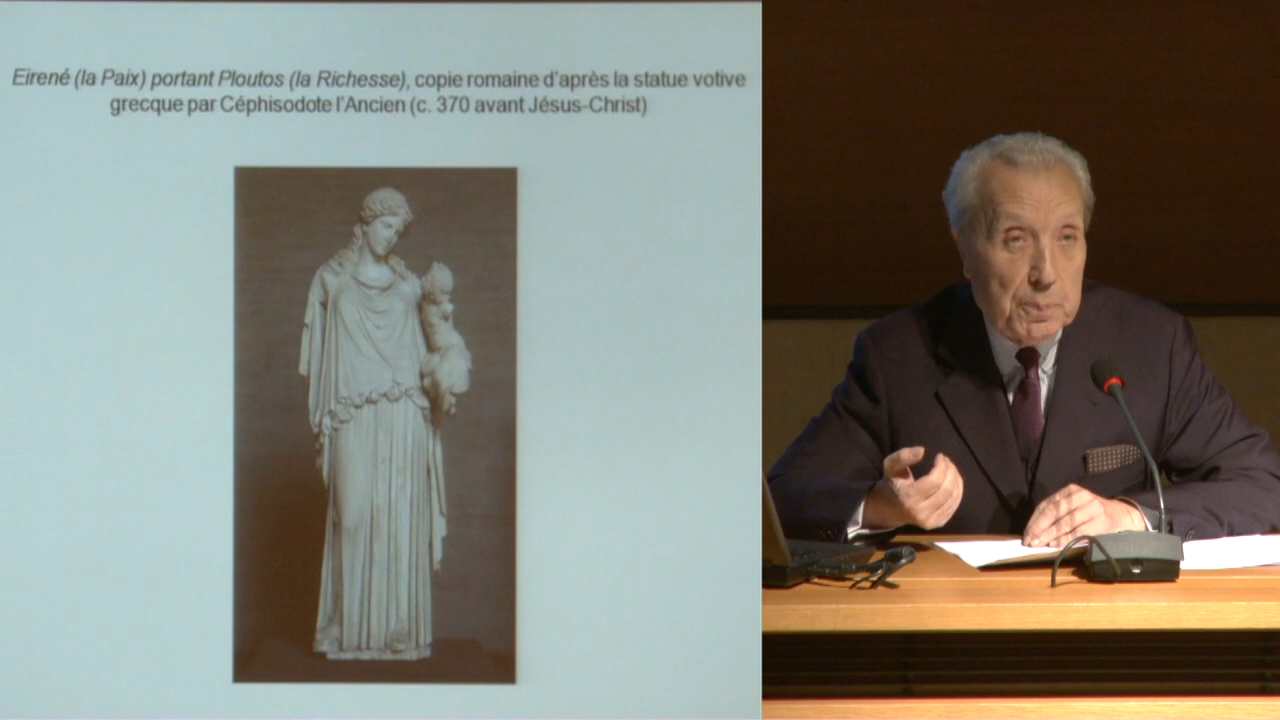 Eirené (la Paix) portant Ploutos (la Richesse), copie romaine d'après la statue votive
grecque par Céphisodote l'Ancien (c. 370 avant Jésus-Christ)